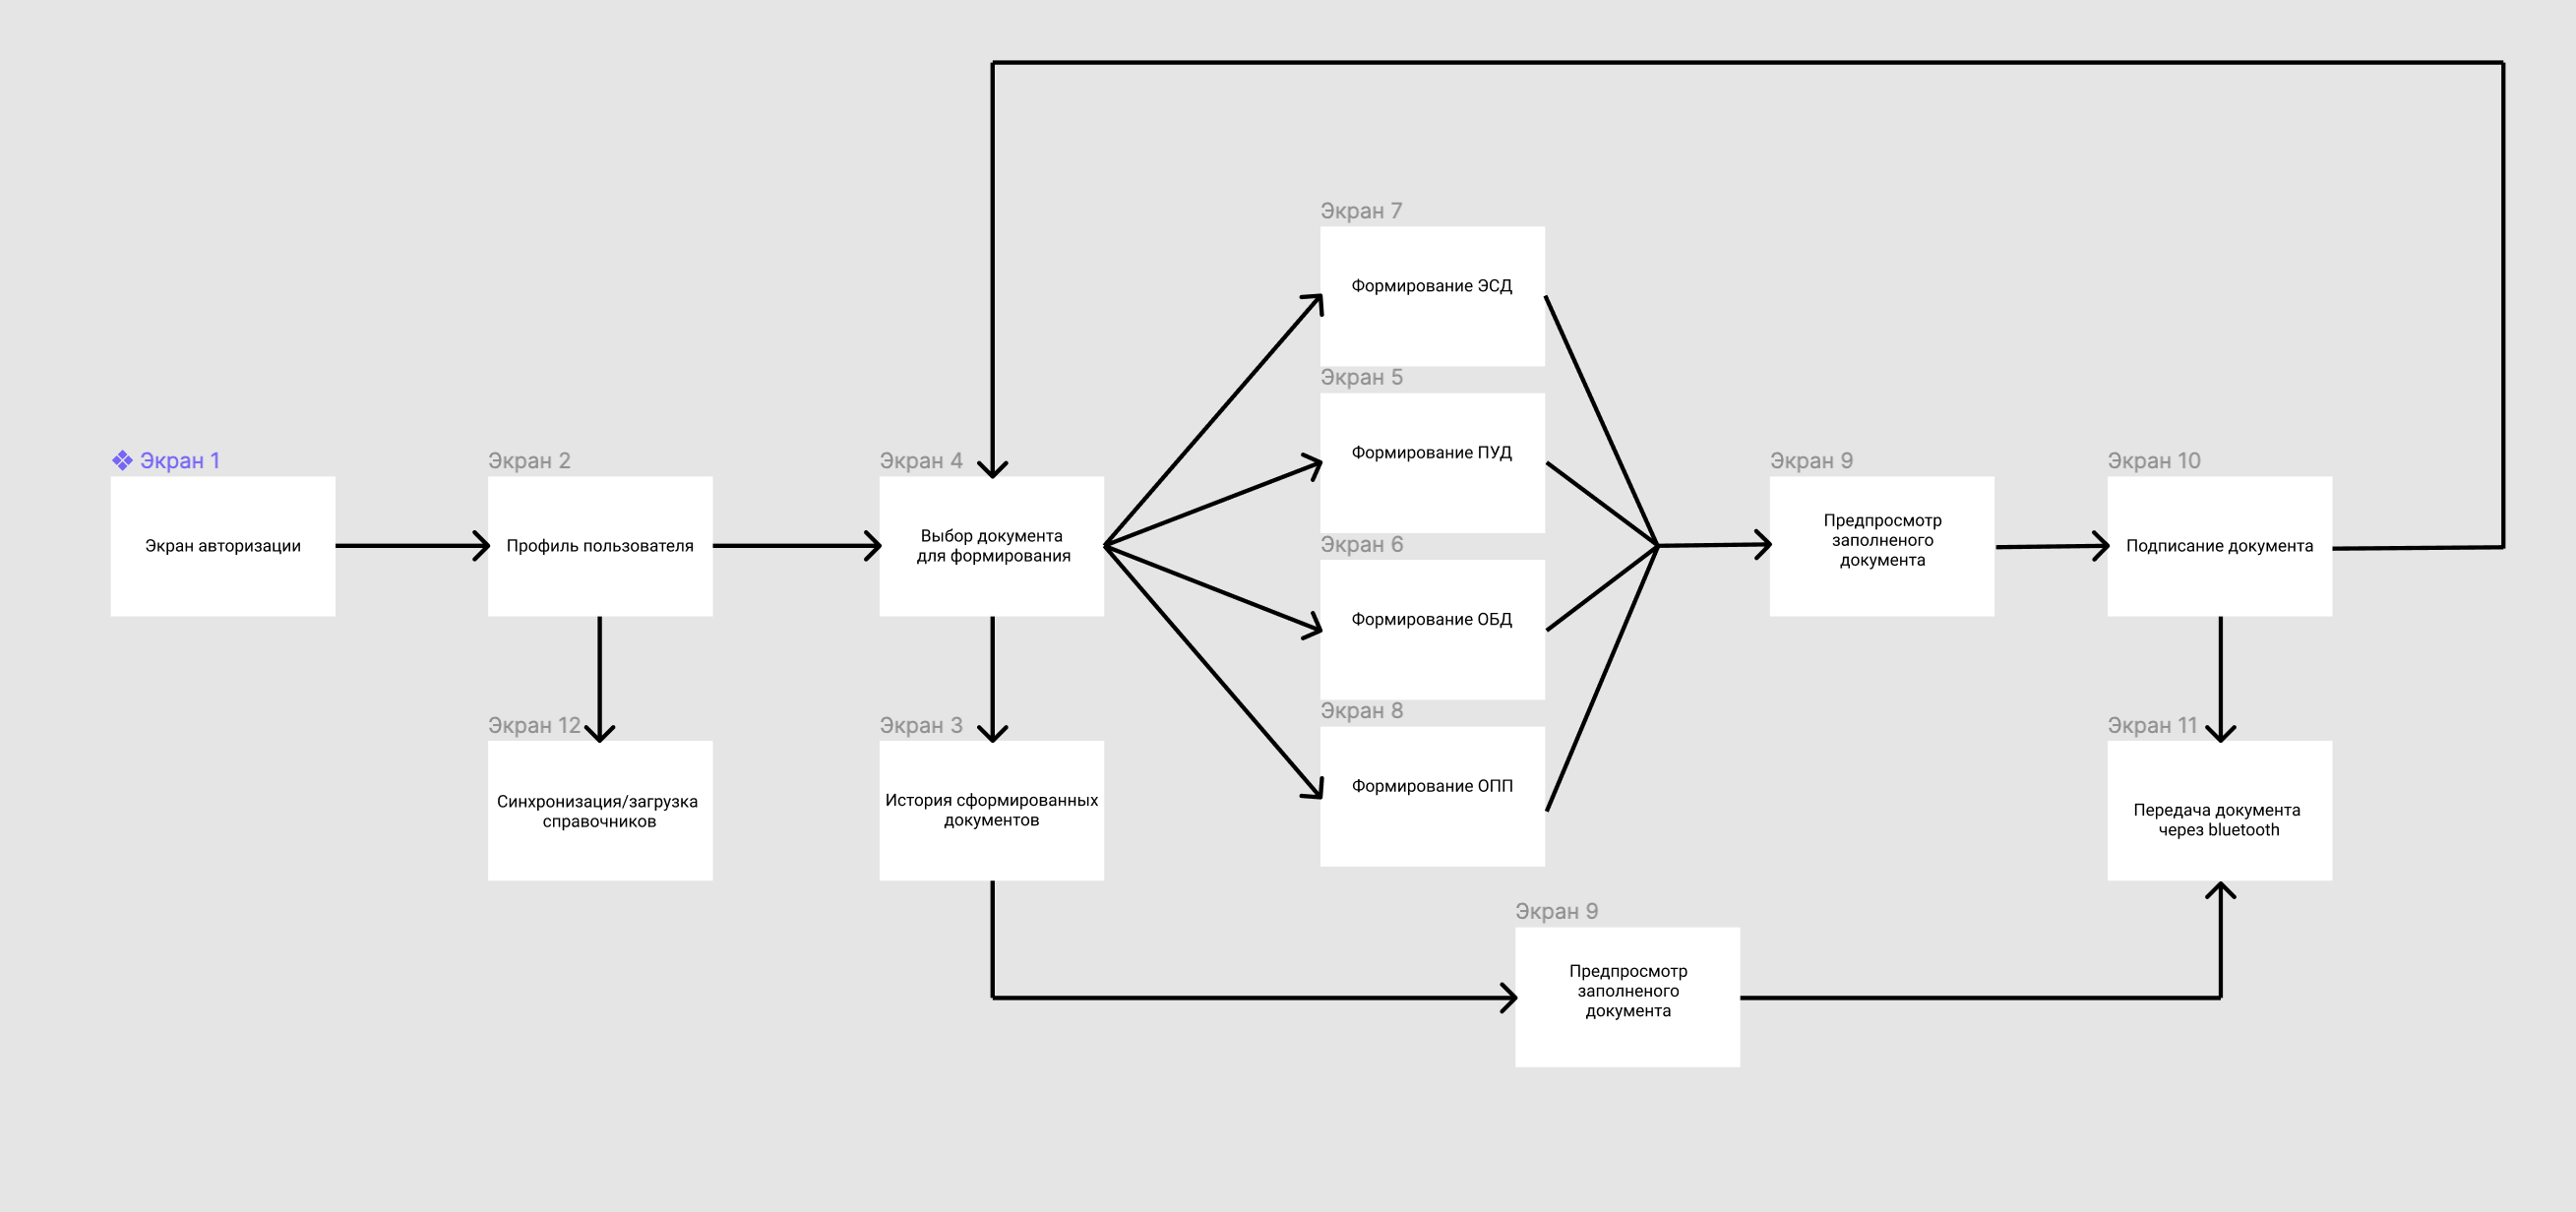 Экран 7
Формирование ЭСД
Экран 5
Формирование ПУД
Экран 1
Экран авторизации
Экран 2
Профиль пользователя
Экран 4
Выбор документа
для формирования
Экран 9
Предпросмотр
заполненого
документа
Экран 10
Подписание документа
Экран 6
Формирование ОБД
Экран 12
Синхронизация/загрузка
справочников
Экран 3
История сформированных
документов
Экран 8
Формирование ОПП
Экран 11
Передача документа
через bluetooth
Экран 9
Предпросмотр
заполненого
документа